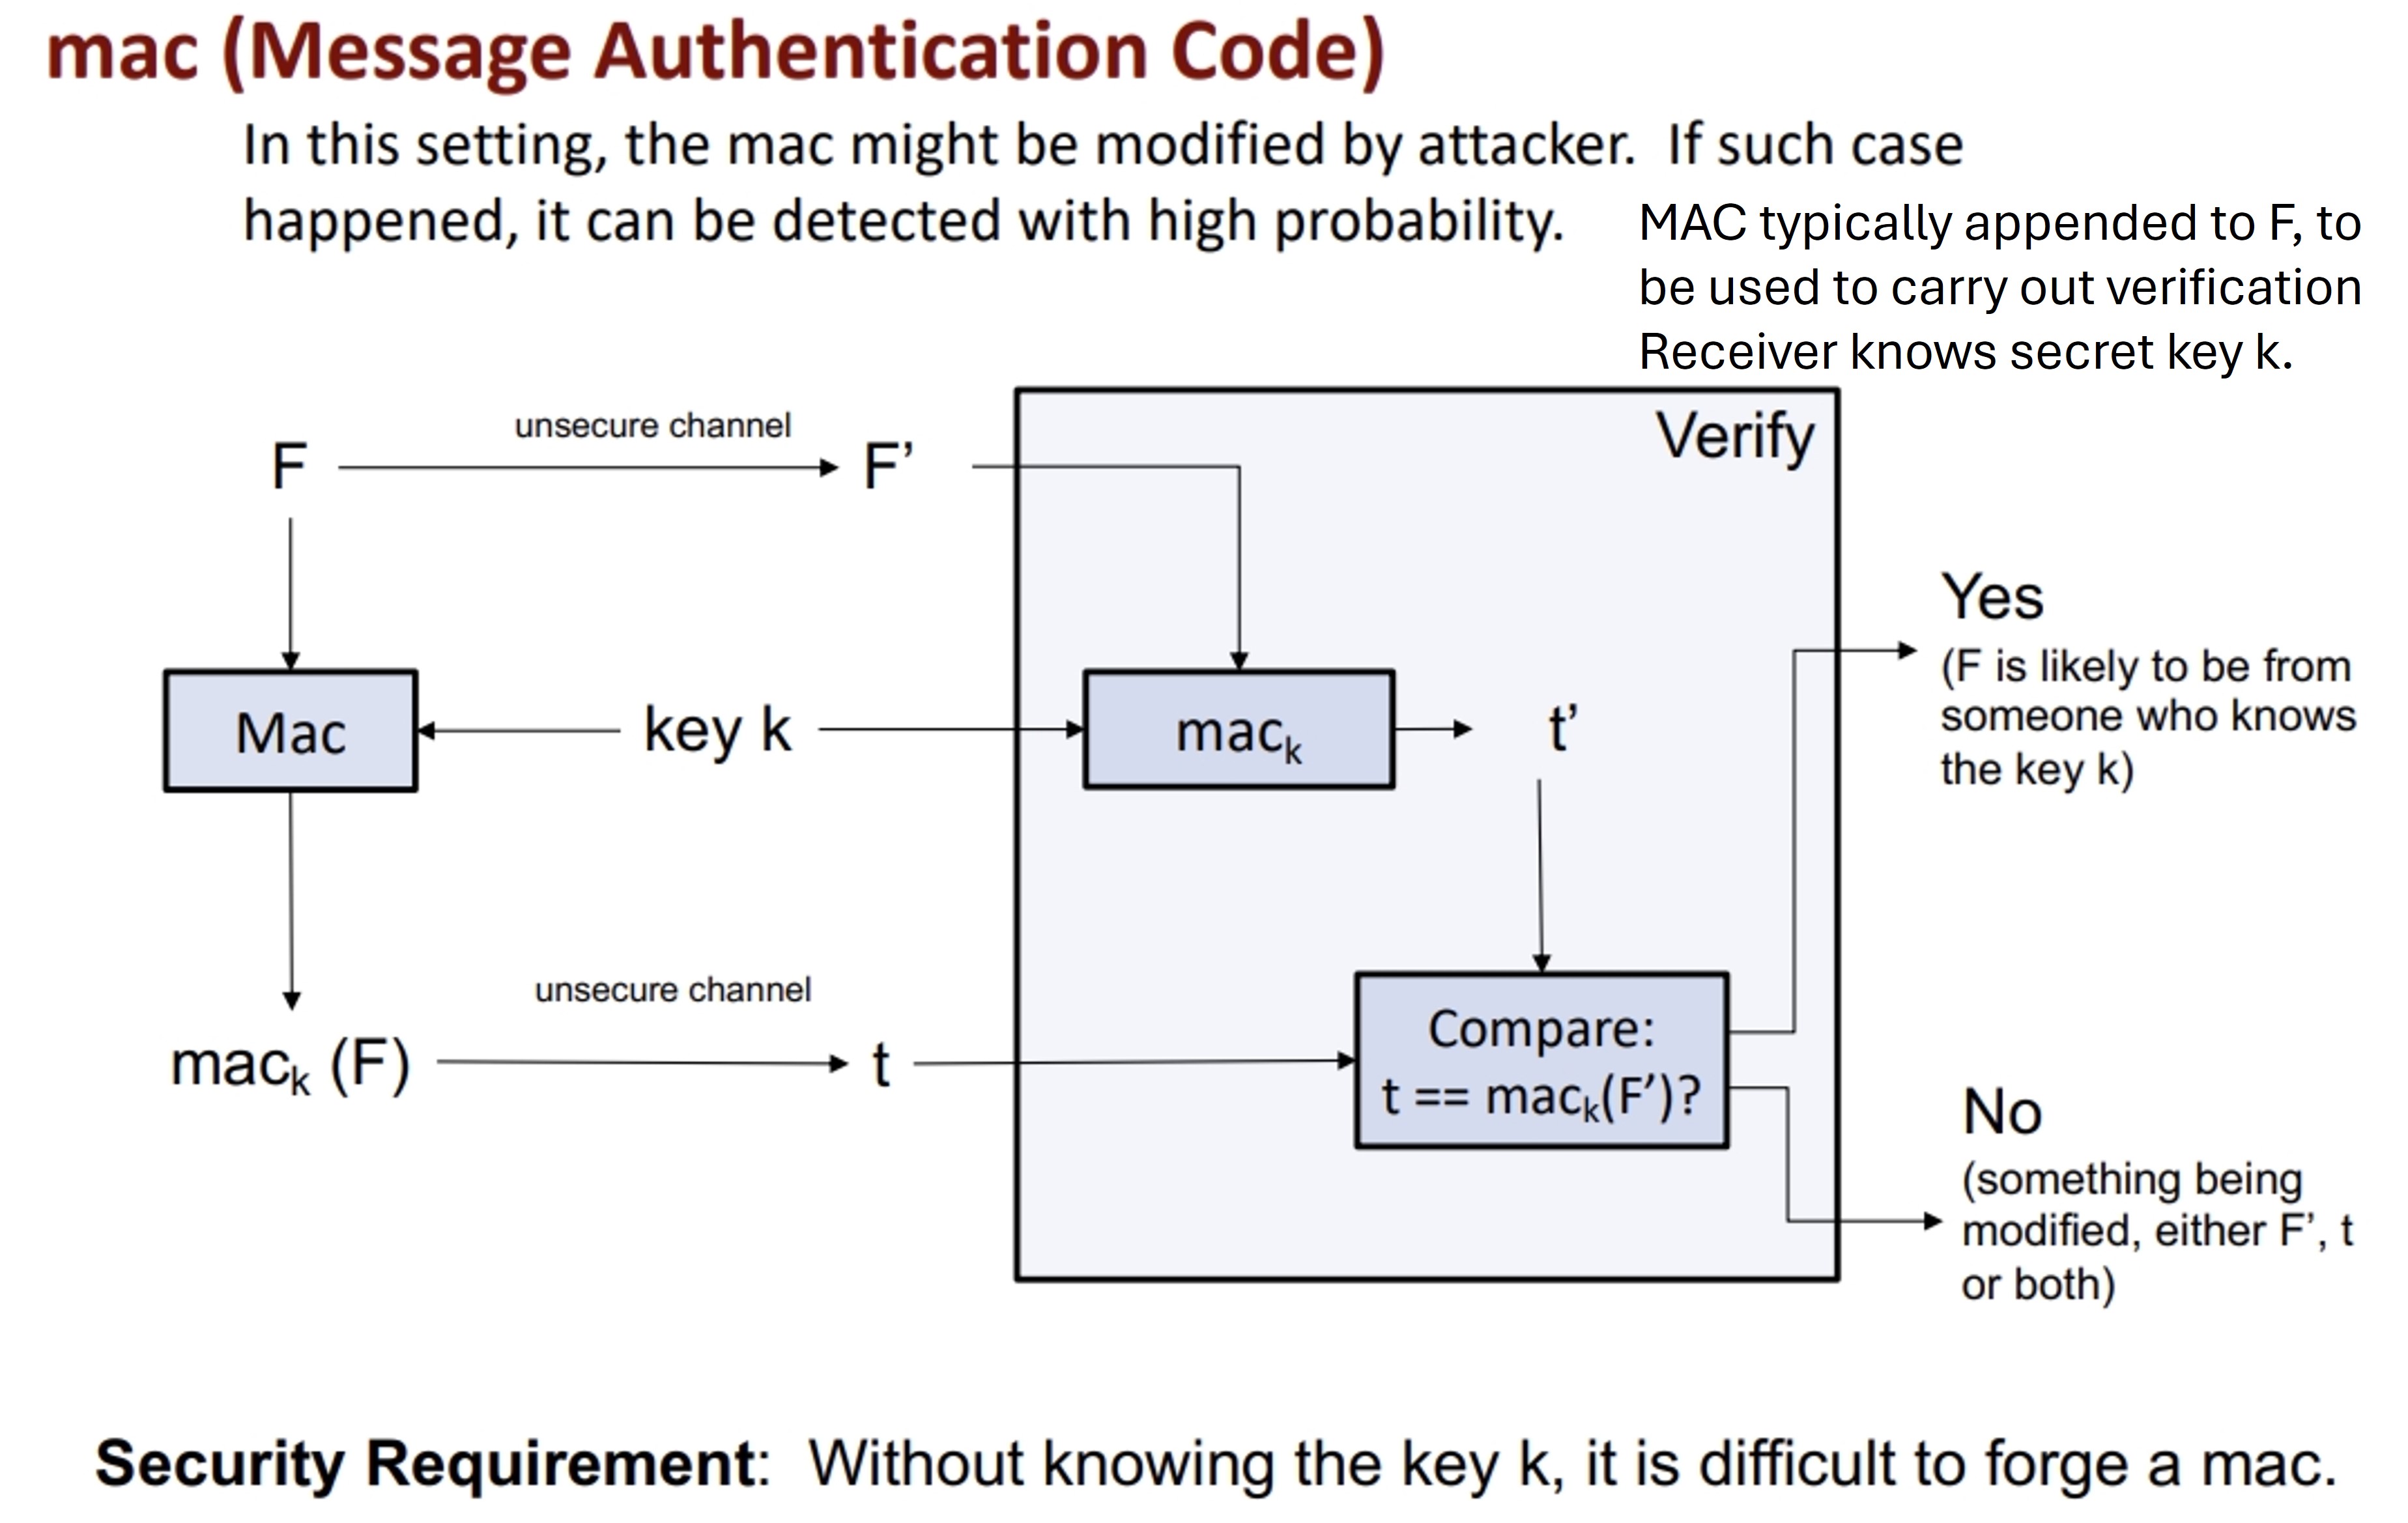 mac (Message Authentication Code)
In this setting, the mac might be modified by attacker. If such case
happened, it can be detected with high probability.
MAC typically appended to F, to
be used to carry out verification
Receiver knows secret key k.
unsecure channel
F
F’
Verify
Yes
(F is likely to be from
someone who knows
the key k)
Mac
key k
macₖ
t’
unsecure channel
macₖ (F)
t
Compare:
t == macₖ(F’)?
No
(something being
modified, either F’, t
or both)
Security Requirement: Without knowing the key k, it is difficult to forge a mac.